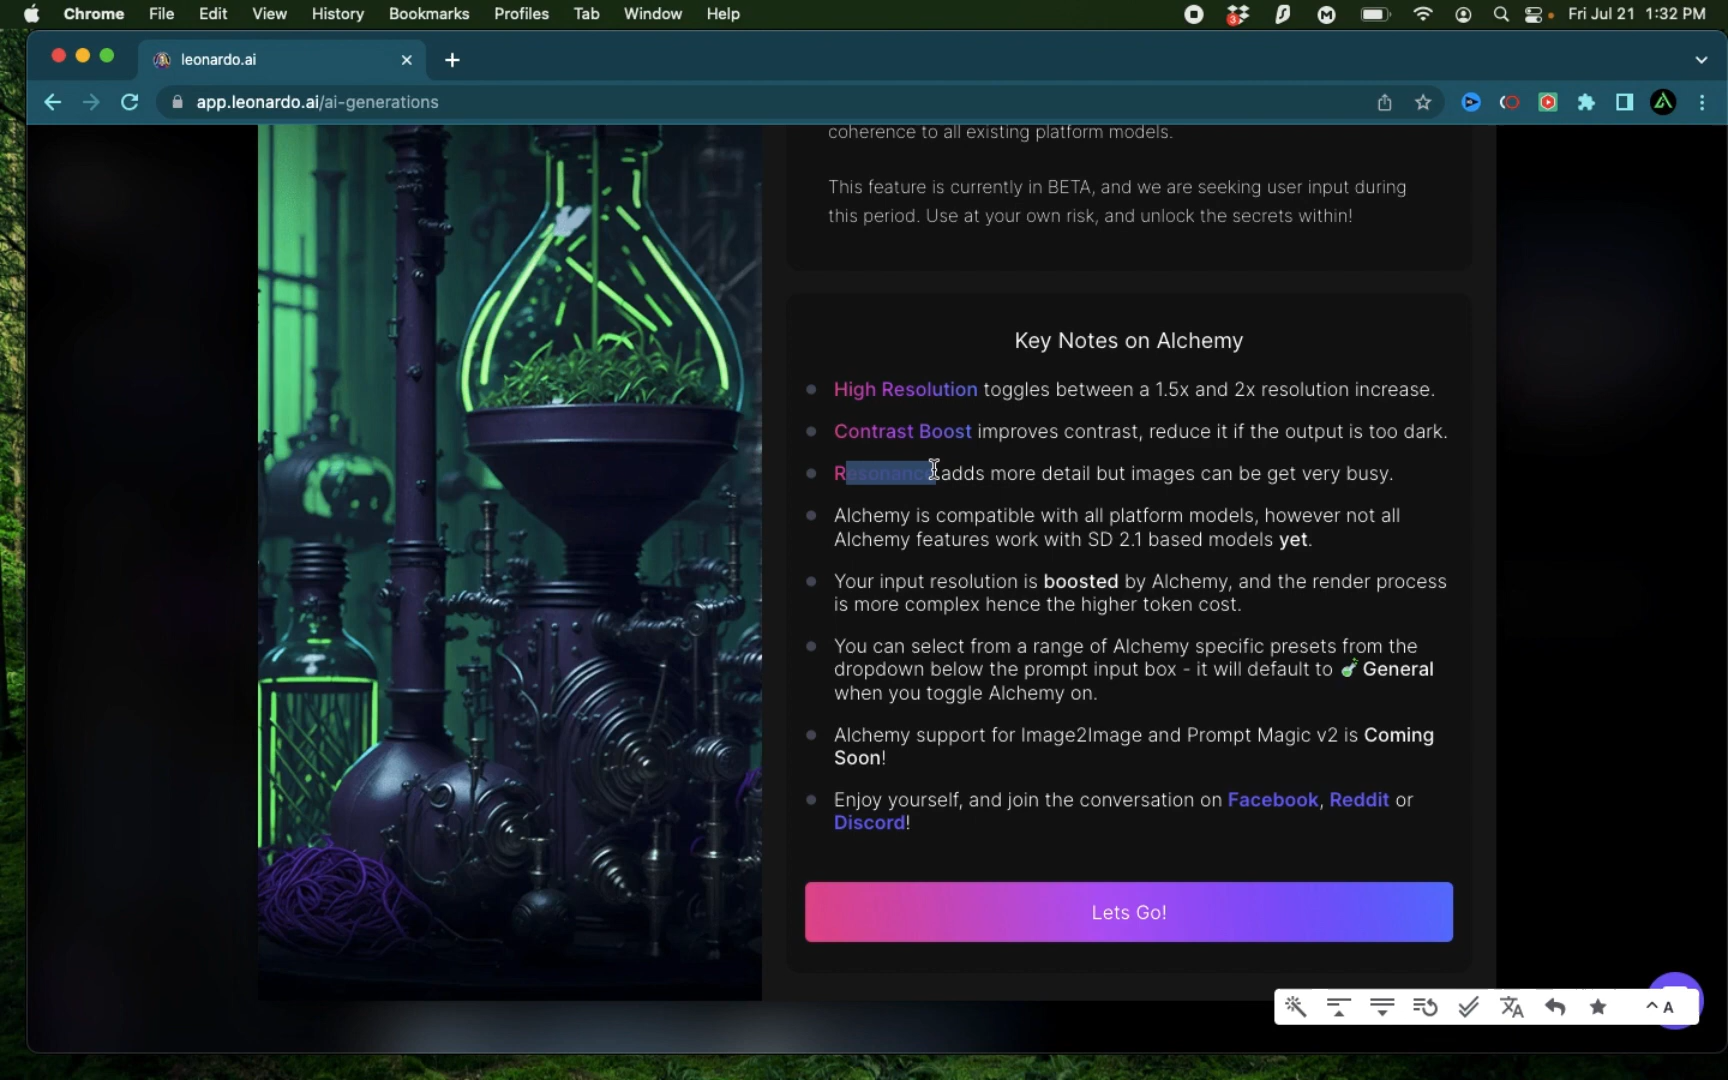 Chrome File Edit View History Bookmarks Profiles Tab Window Help 3 Fri Jul 21 1:32 PM
leonardo.ai
app.leonardo.ai/ai-generations
coherence to all existing platform models.
This feature is currently in BETA, and we are seeking user input during
this period. Use at your own risk, and unlock the secrets within!
Key Notes on Alchemy
High Resolution toggles between a 1.5x and 2x resolution increase.
Contrast Boost improves contrast, reduce it if the output is too dark.
Resonance adds more detail but images can be get very busy.
Alchemy is compatible with all platform models, however not all
Alchemy features work with SD 2.1 based models yet.
Your input resolution is boosted by Alchemy, and the render process
is more complex hence the higher token cost.
You can select from a range of Alchemy specific presets from the
dropdown below the prompt input box - it will default to General
when you toggle Alchemy on.
Alchemy support for Image2Image and Prompt Magic v2 is Coming
Soon!
Enjoy yourself, and join the conversation on Facebook, Reddit or
Discord!
Lets Go!
A